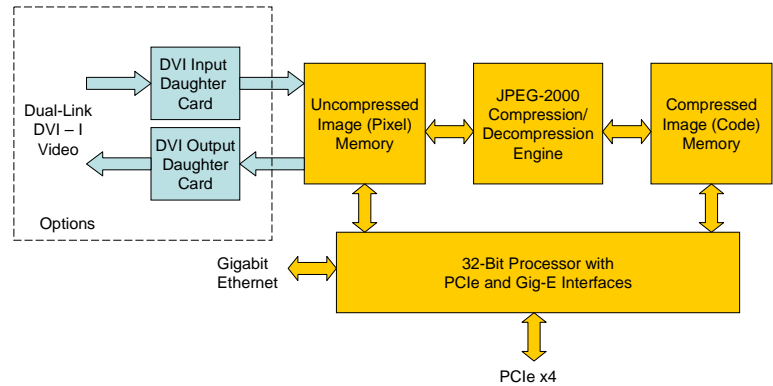 DVI Input
Daughter
Card
Dual-Link
DVI – I
Video
DVI Output
Daughter
Card
Options
Uncompressed
Image (Pixel)
Memory
JPEG-2000
Compression/
Decompression
Engine
Compressed
Image (Code)
Memory
Gigabit
Ethernet
32-Bit Processor with
PCIe and Gig-E Interfaces
PCIe x4